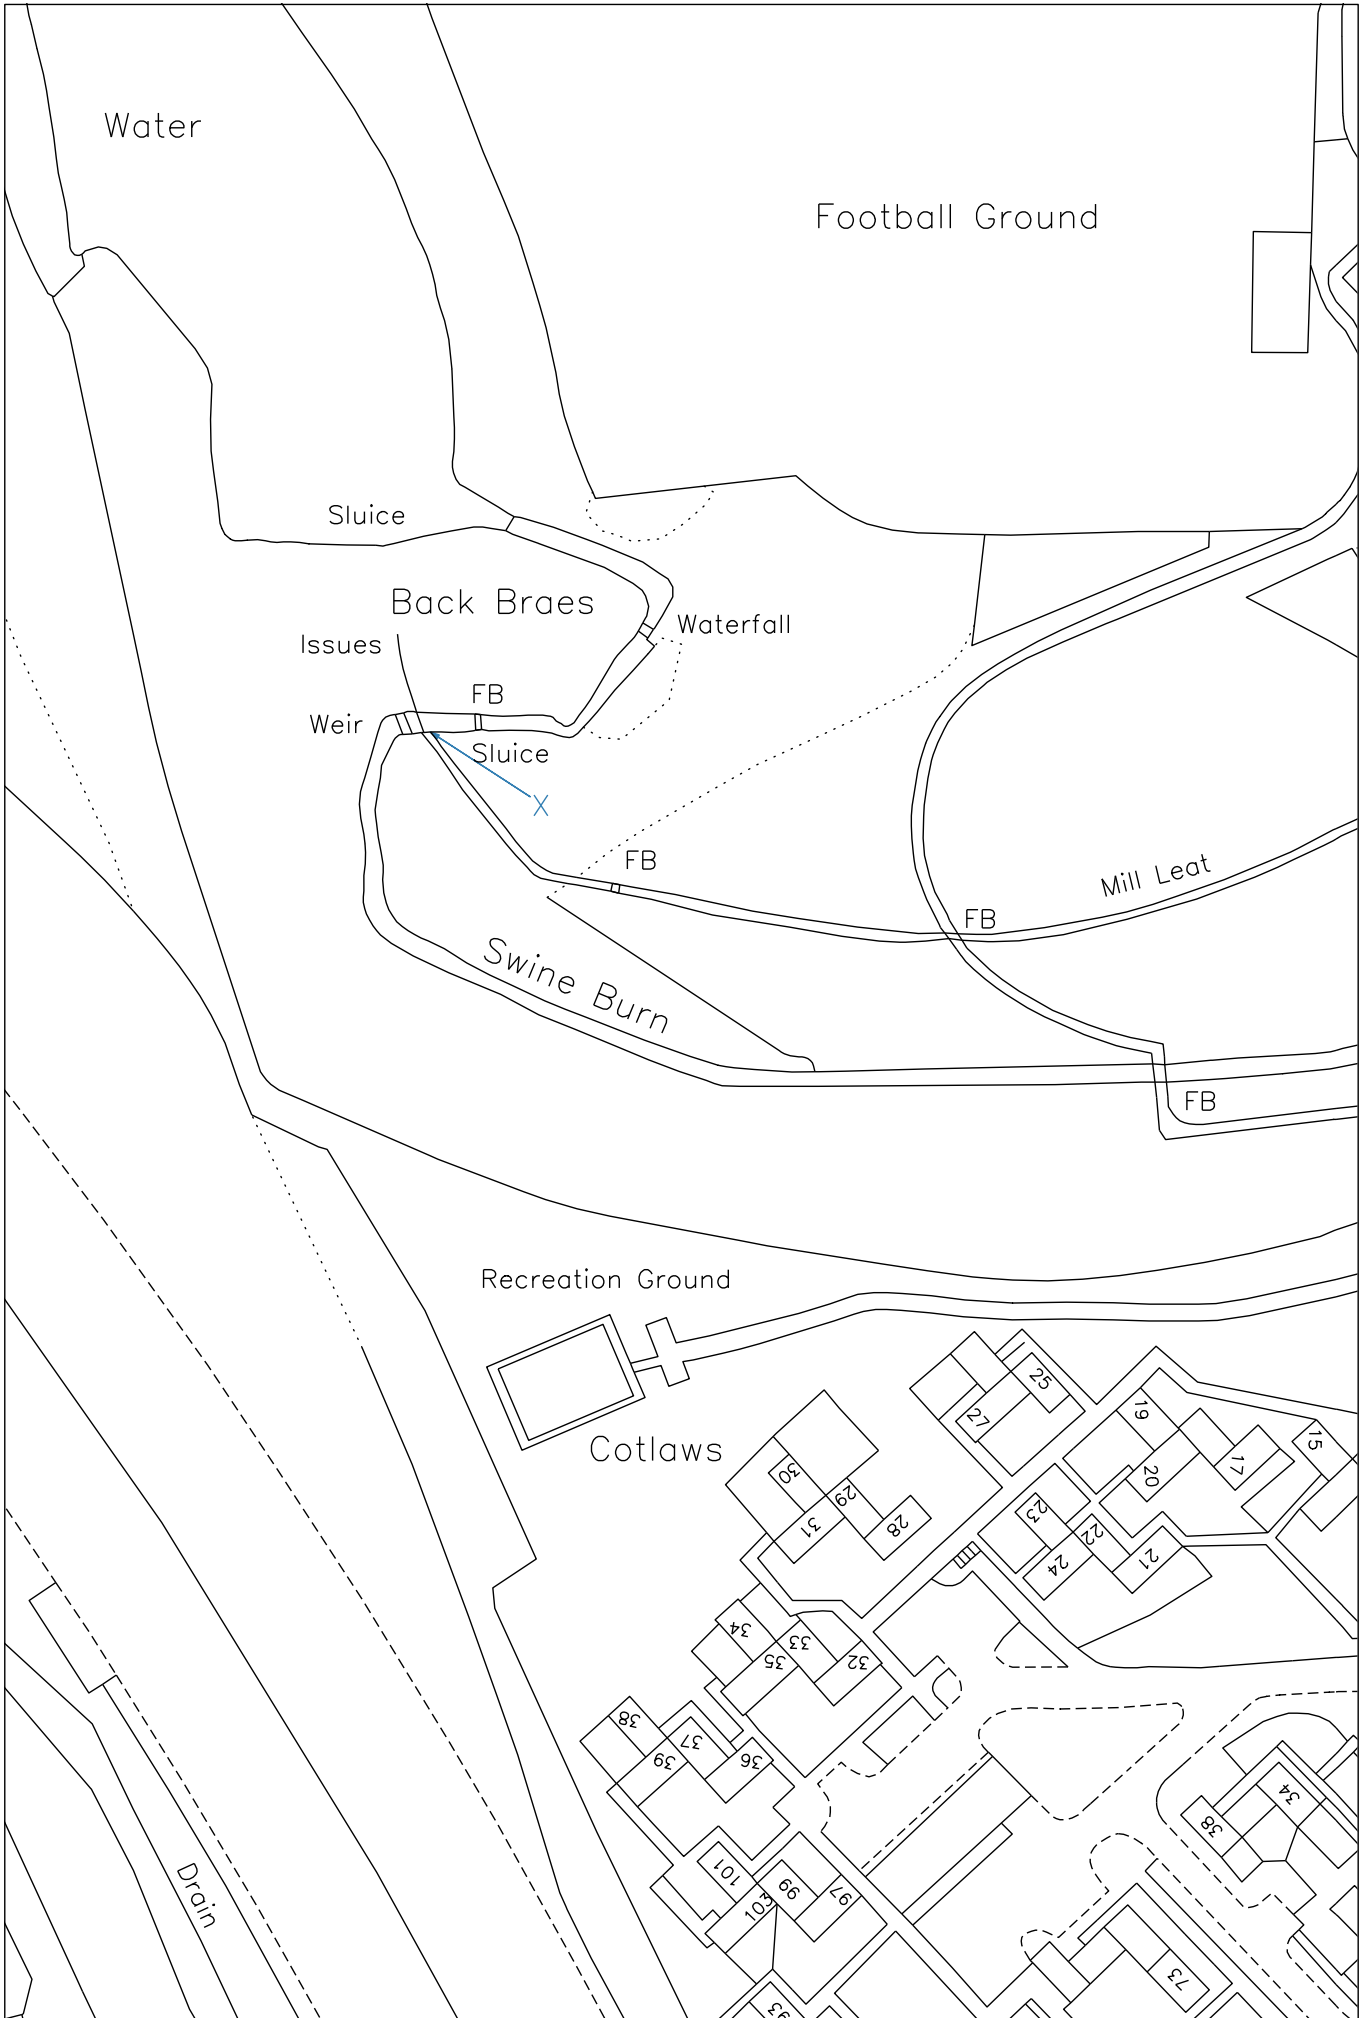 Water
Football Ground
Sluice
Back Braes
Waterfall
Issues
FB
Weir
Sluice
X
FB
Mill Leat
FB
Swine Burn
FB
Recreation Ground
25
19
27
15
Cotlaws
17
20
30
29
23
28
31
22
21
24
34
33
32
35
38
37
36
39
34
38
101
99
97
103
Drain
73
93